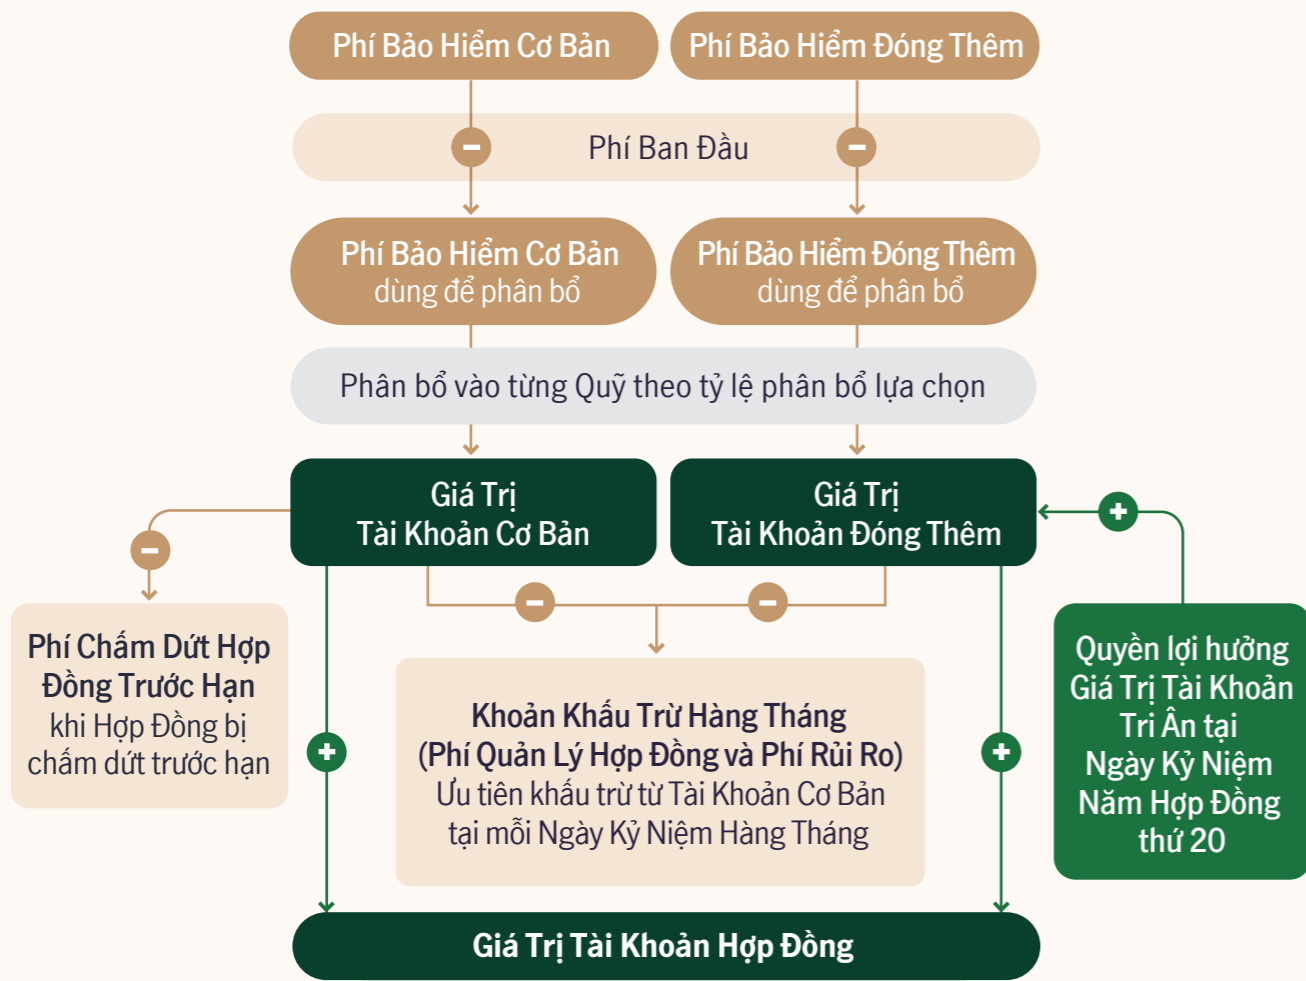 Phí Bảo Hiểm Cơ Bản
Phí Bảo Hiểm Đóng Thêm
Phí Ban Đầu
Phí Bảo Hiểm Cơ Bản
dùng để phân bổ
Phí Bảo Hiểm Đóng Thêm
dùng để phân bổ
Phân bổ vào từng Quỹ theo tỷ lệ phân bổ lựa chọn
Giá Trị
Tài Khoản Cơ Bản
Giá Trị
Tài Khoản Đóng Thêm
Phí Chấm Dứt Hợp
Đồng Trước Hạn
khi Hợp Đồng bị
chấm dứt trước hạn
Khoản Khấu Trừ Hàng Tháng
(Phí Quản Lý Hợp Đồng và Phí Rủi Ro)
Ưu tiên khấu trừ từ Tài Khoản Cơ Bản
tại mỗi Ngày Kỷ Niệm Hàng Tháng
Quyền lợi hưởng
Giá Trị Tài Khoản
Tri Ân tại
Ngày Kỷ Niệm
Năm Hợp Đồng
thứ 20
Giá Trị Tài Khoản Hợp Đồng